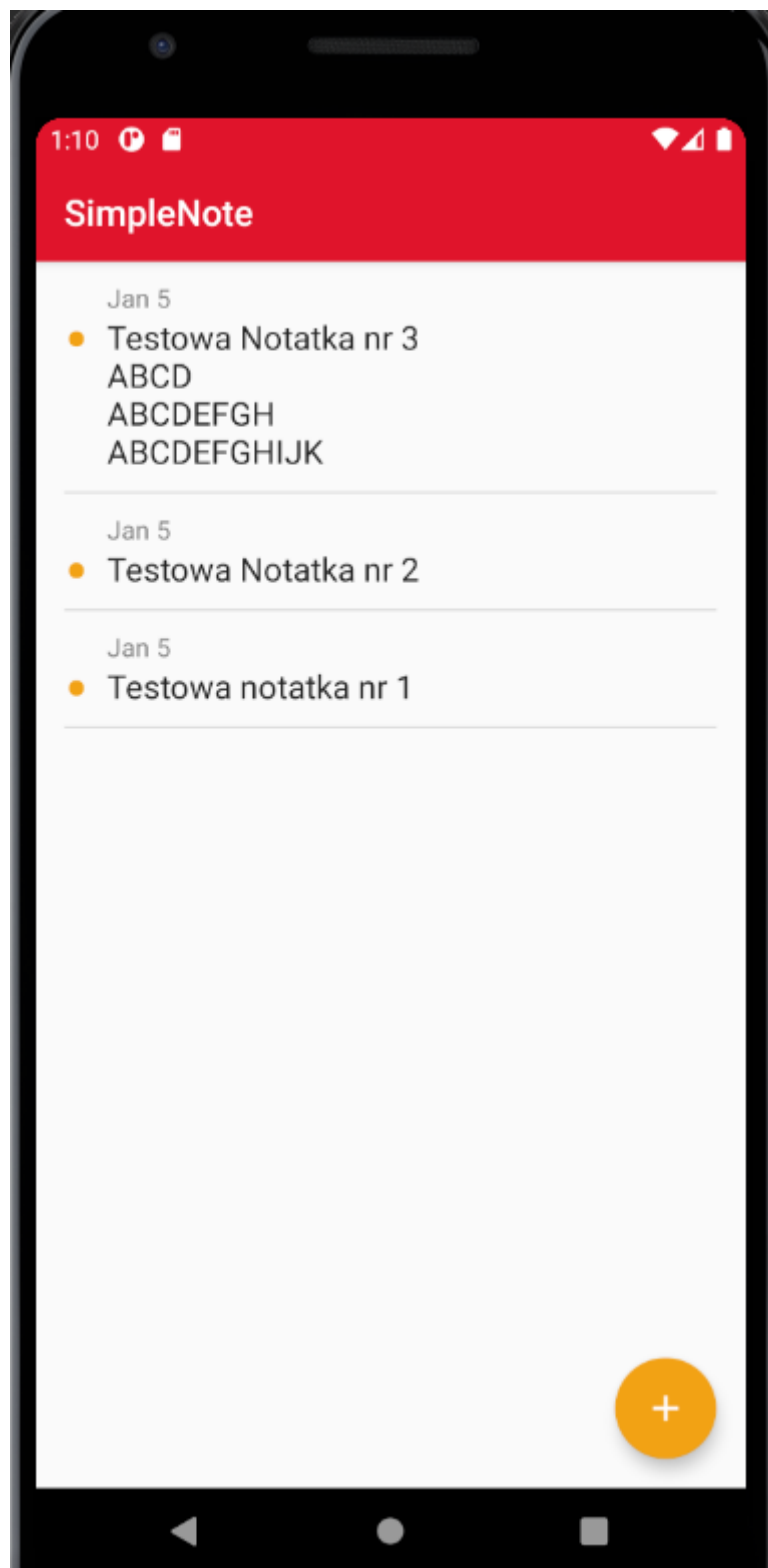 1:10
SimpleNote
Jan 5
Testowa Notatka nr 3
ABCD
ABCDEFGH
ABCDEFGHIJK
Jan 5
Testowa Notatka nr 2
Jan 5
Testowa notatka nr 1
+